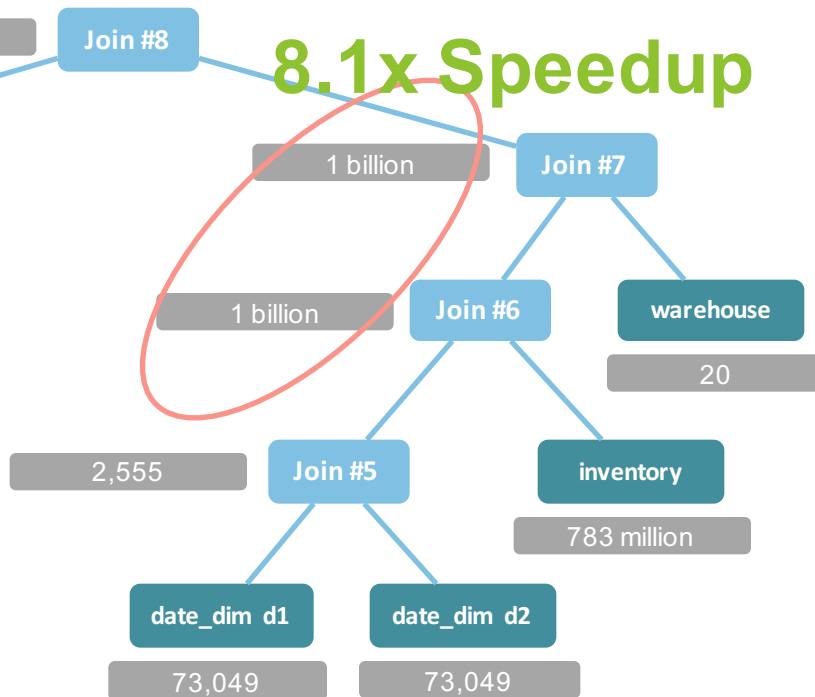 Join #8
8.1x Speedup
1 billion
Join #7
1 billion
Join #6
warehouse
20
2,555
Join #5
inventory
783 million
date_dim d1
date_dim d2
73,049
73,049